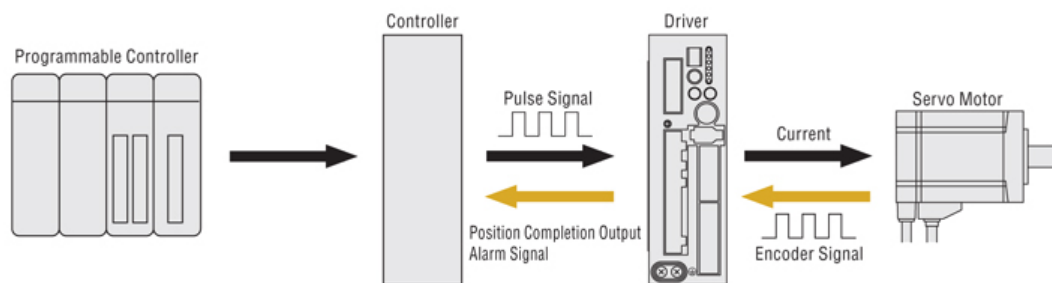 Programmable Controller
Controller
Pulse Signal
Position Completion Output
Alarm Signal
Driver
Current
Encoder Signal
Servo Motor